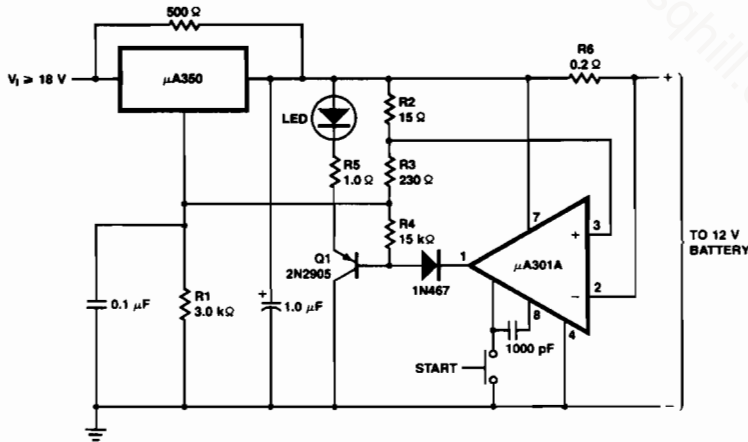 500 Ω
VI ≥ 18 V
μA350
R6
0.2 Ω
+
LED
R2
15 Ω
R5
1.0 Ω
R3
230 Ω
R4
15 kΩ
7
3
+
TO 12 V
BATTERY
Q1
2N2905
1
μA301A
2
−
1N467
0.1 μF
R1
3.0 kΩ
+
1.0 μF
8
4
1000 pF
START
−